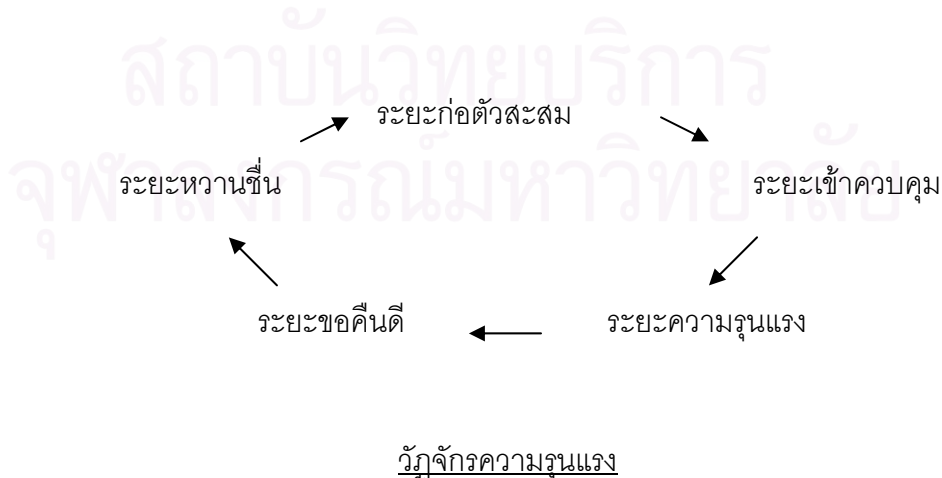 สถาบันวิทยบริการ
ระยะก่อตัวสะสม
จุฬาลงกรณ์มหาวิทยาลัย
ระยะหวานชื่น ระยะเข้าควบคุม
ระยะขอคืนดี ระยะความรุนแรง
วัฏจักรความรุนแรง